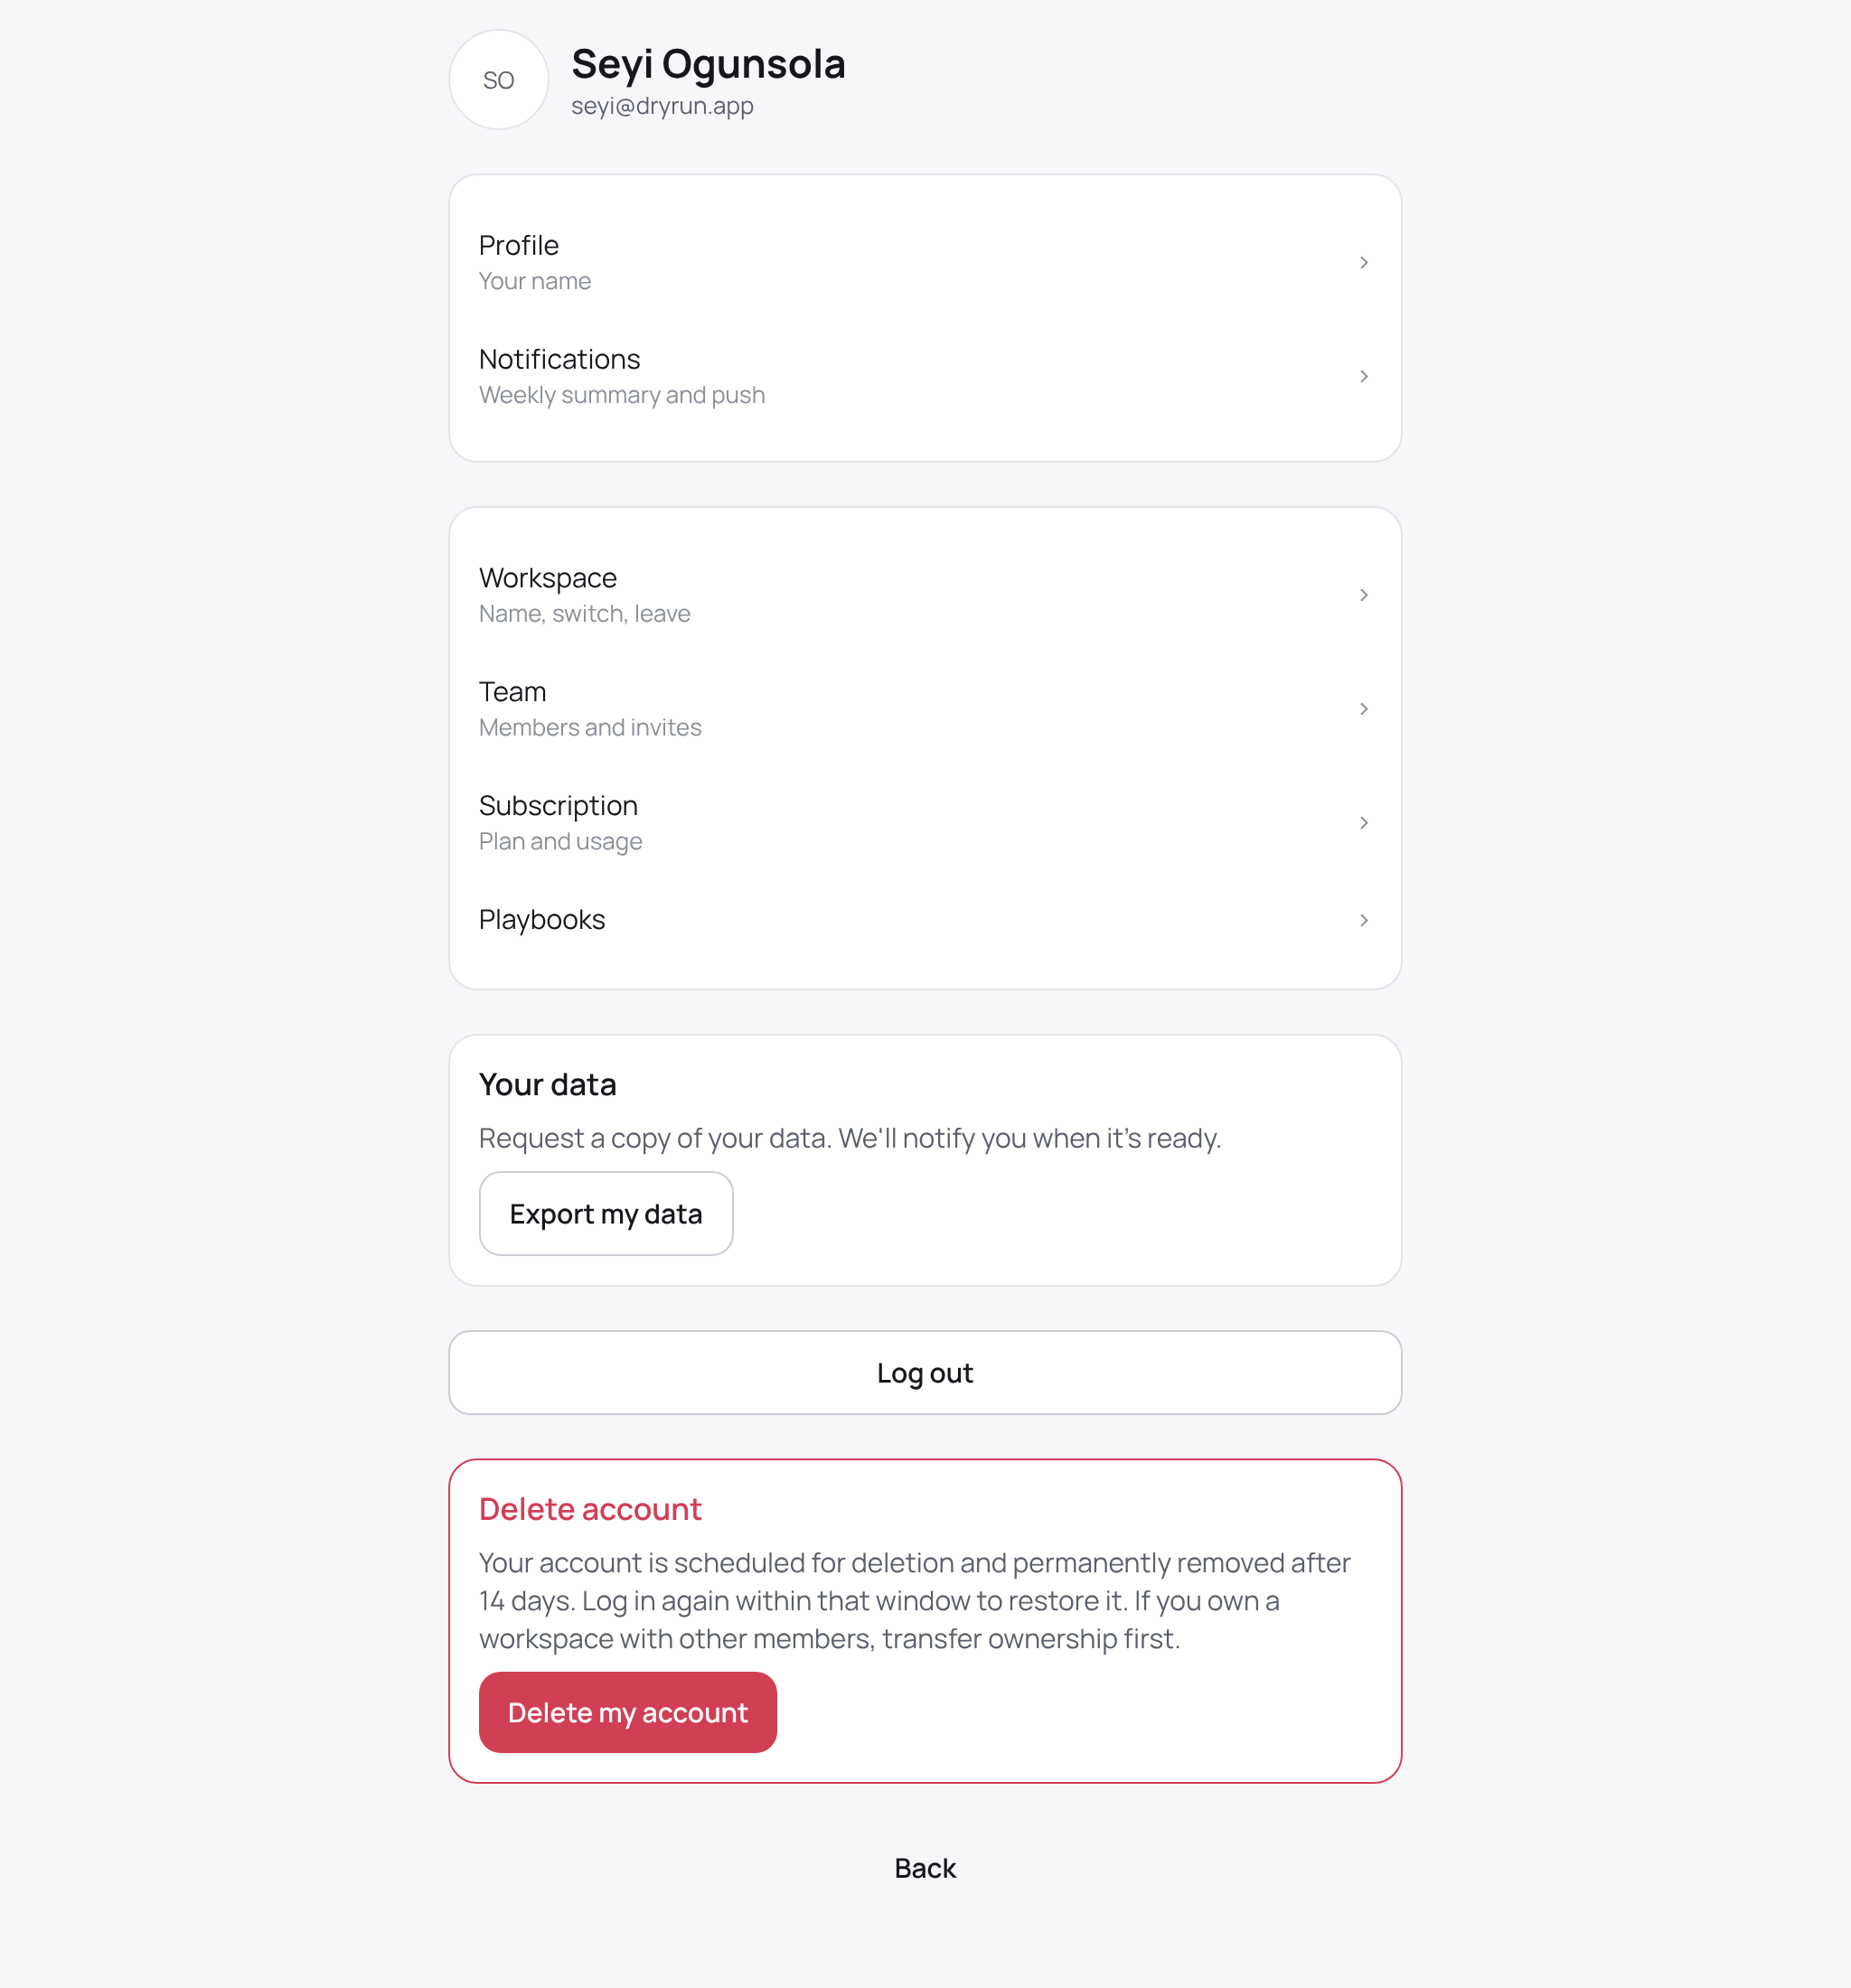 SO
Seyi Ogunsola
seyi@dryrun.app
Profile
Your name
Notifications
Weekly summary and push
Workspace
Name, switch, leave
Team
Members and invites
Subscription
Plan and usage
Playbooks
Your data
Request a copy of your data. We'll notify you when it’s ready.
Export my data
Log out
Delete account
Your account is scheduled for deletion and permanently removed after
14 days. Log in again within that window to restore it. If you own a
workspace with other members, transfer ownership first.
Delete my account
Back